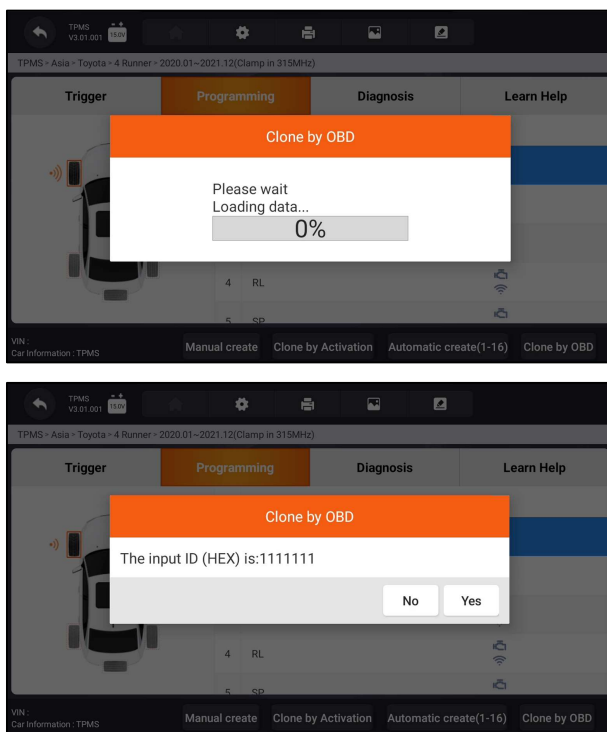 TPMS
V3.01.001
15.0V
TPMS > Asia > Toyota > 4 Runner > 2020.01~2021.12(Clamp in 315MHz)
Trigger Programming Diagnosis Learn Help
Clone by OBD
Please wait
Loading data...
0%
4 RL
5 SP
VIN :
Car Information : TPMS
Manual create Clone by Activation Automatic create(1-16) Clone by OBD
TPMS
V3.01.001
15.0V
TPMS > Asia > Toyota > 4 Runner > 2020.01~2021.12(Clamp in 315MHz)
Trigger Programming Diagnosis Learn Help
Clone by OBD
The input ID (HEX) is:1111111
No Yes
4 RL
5 SP
VIN :
Car Information : TPMS
Manual create Clone by Activation Automatic create(1-16) Clone by OBD